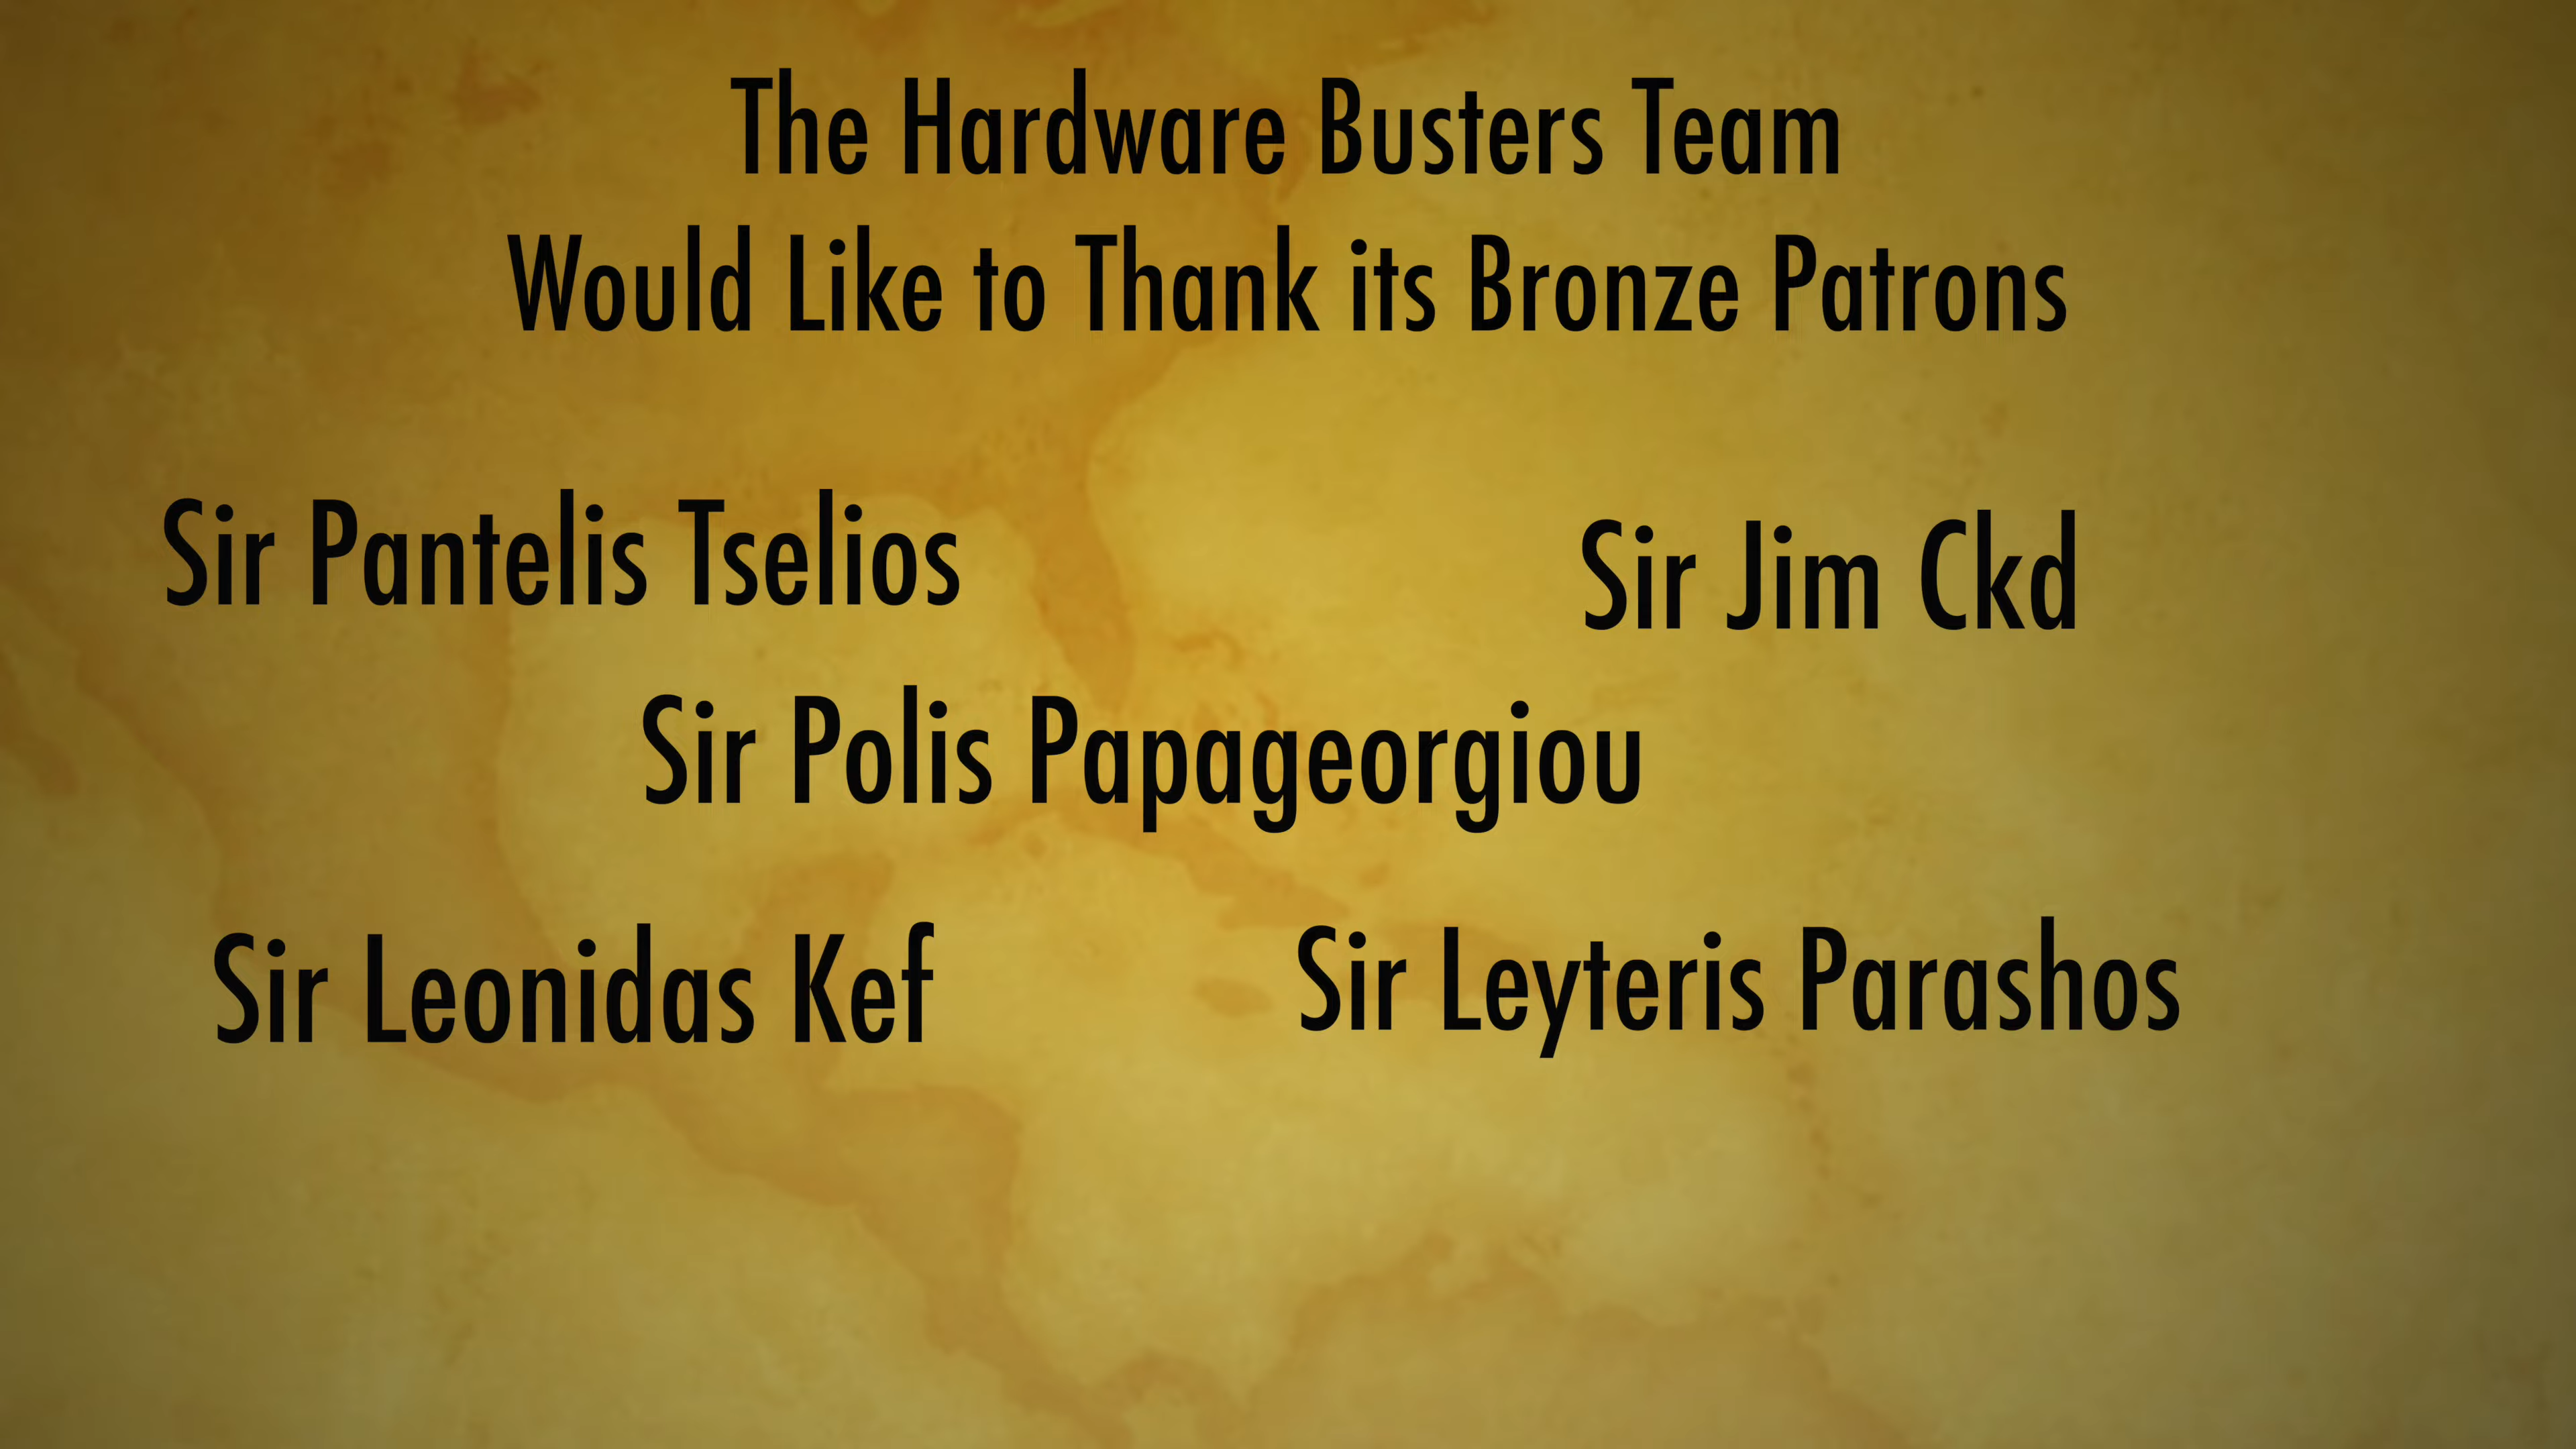 The Hardware Busters Team
Would Like to Thank its Bronze Patrons
Sir Pantelis Tselios
Sir Jim Ckd
Sir Polis Papageorgiou
Sir Leonidas Kef
Sir Leyteris Parashos